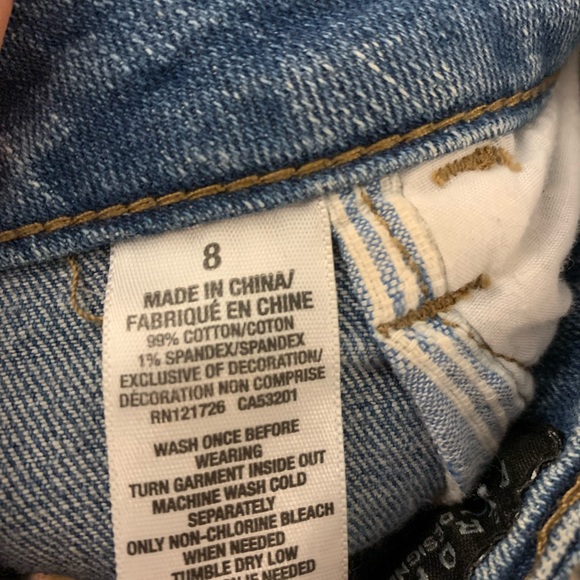 8
MADE IN CHINA/
FABRIQUÉ EN CHINE
99% COTTON/COTON
1% SPANDEX/SPANDEX
EXCLUSIVE OF DECORATION/
DÉCORATION NON COMPRISE
RN121726 CA53201
WASH ONCE BEFORE
WEARING
TURN GARMENT INSIDE OUT
MACHINE WASH COLD
SEPARATELY
ONLY NON-CHLORINE BLEACH
WHEN NEEDED
TUMBLE DRY LOW